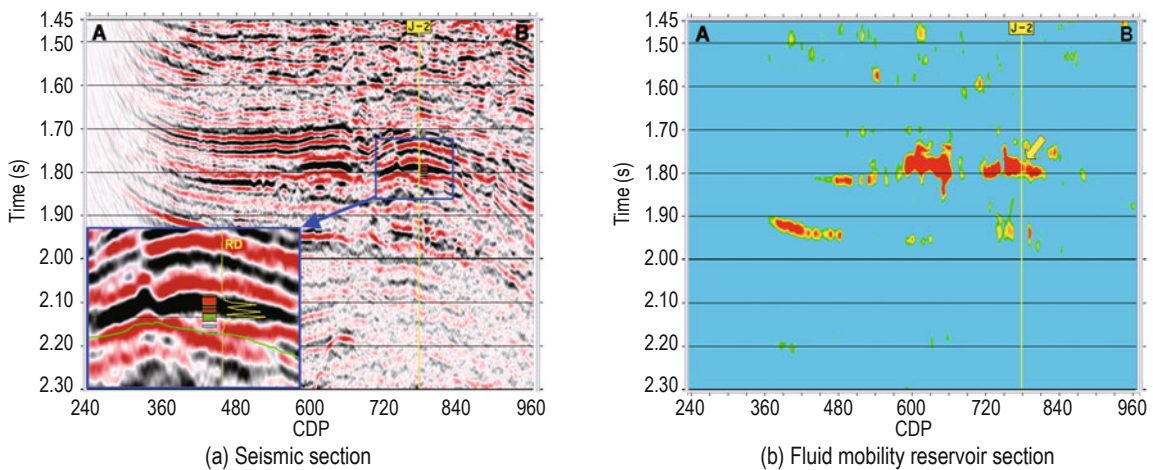 1.45
1.50
1.60
1.70
1.80
1.90
2.00
2.10
2.20
2.30
Time (s)
A
B
J-2
RD
240 360 480 600 720 840 960
CDP
(a) Seismic section
1.45
1.50
1.60
1.70
1.80
1.90
2.00
2.10
2.20
2.30
Time (s)
A
B
J-2
240 360 480 600 720 840 960
CDP
(b) Fluid mobility reservoir section